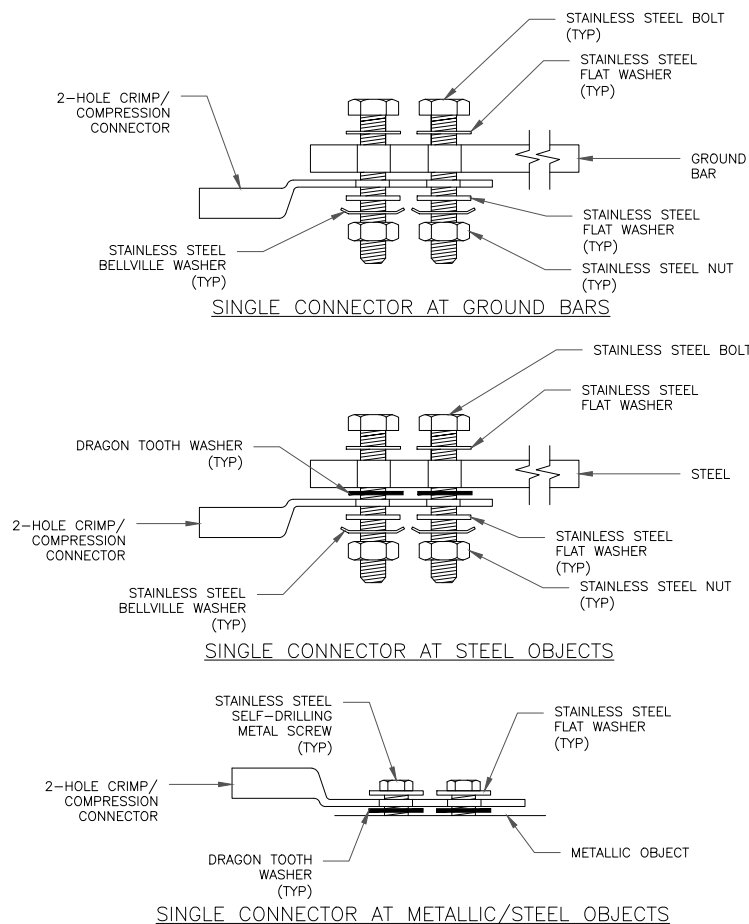 STAINLESS STEEL BOLT
(TYP)
STAINLESS STEEL
FLAT WASHER
(TYP)
2-HOLE CRIMP/
COMPRESSION
CONNECTOR
GROUND
BAR
STAINLESS STEEL
FLAT WASHER
(TYP)
STAINLESS STEEL
BELLVILLE WASHER
(TYP)
STAINLESS STEEL NUT
(TYP)
SINGLE CONNECTOR AT GROUND BARS
STAINLESS STEEL BOLT
STAINLESS STEEL
FLAT WASHER
DRAGON TOOTH WASHER
(TYP)
STEEL
2-HOLE CRIMP/
COMPRESSION
CONNECTOR
STAINLESS STEEL
FLAT WASHER
(TYP)
STAINLESS STEEL
BELLVILLE WASHER
(TYP)
STAINLESS STEEL NUT
(TYP)
SINGLE CONNECTOR AT STEEL OBJECTS
STAINLESS STEEL
SELF-DRILLING
METAL SCREW
(TYP)
STAINLESS STEEL
FLAT WASHER
(TYP)
2-HOLE CRIMP/
COMPRESSION
CONNECTOR
DRAGON TOOTH
WASHER
(TYP)
METALLIC OBJECT
SINGLE CONNECTOR AT METALLIC/STEEL OBJECTS